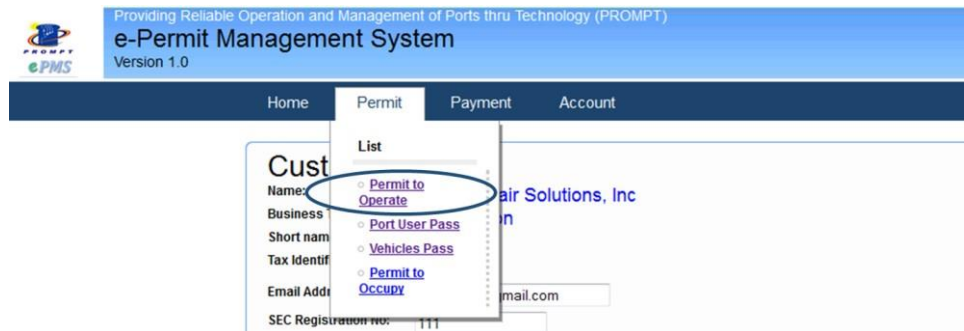 Providing Reliable Operation and Management of Ports thru Technology (PROMPT)
e-Permit Management System
Version 1.0
PROMPT
ePMS
Home Permit Payment Account
List
Permit to
Operate
Port User Pass
Vehicles Pass
Permit to
Occupy
Cust
Name: air Solutions, Inc
Business T on
Short nam
Tax Identif
Email Addr gmail.com
SEC Registration No: 111